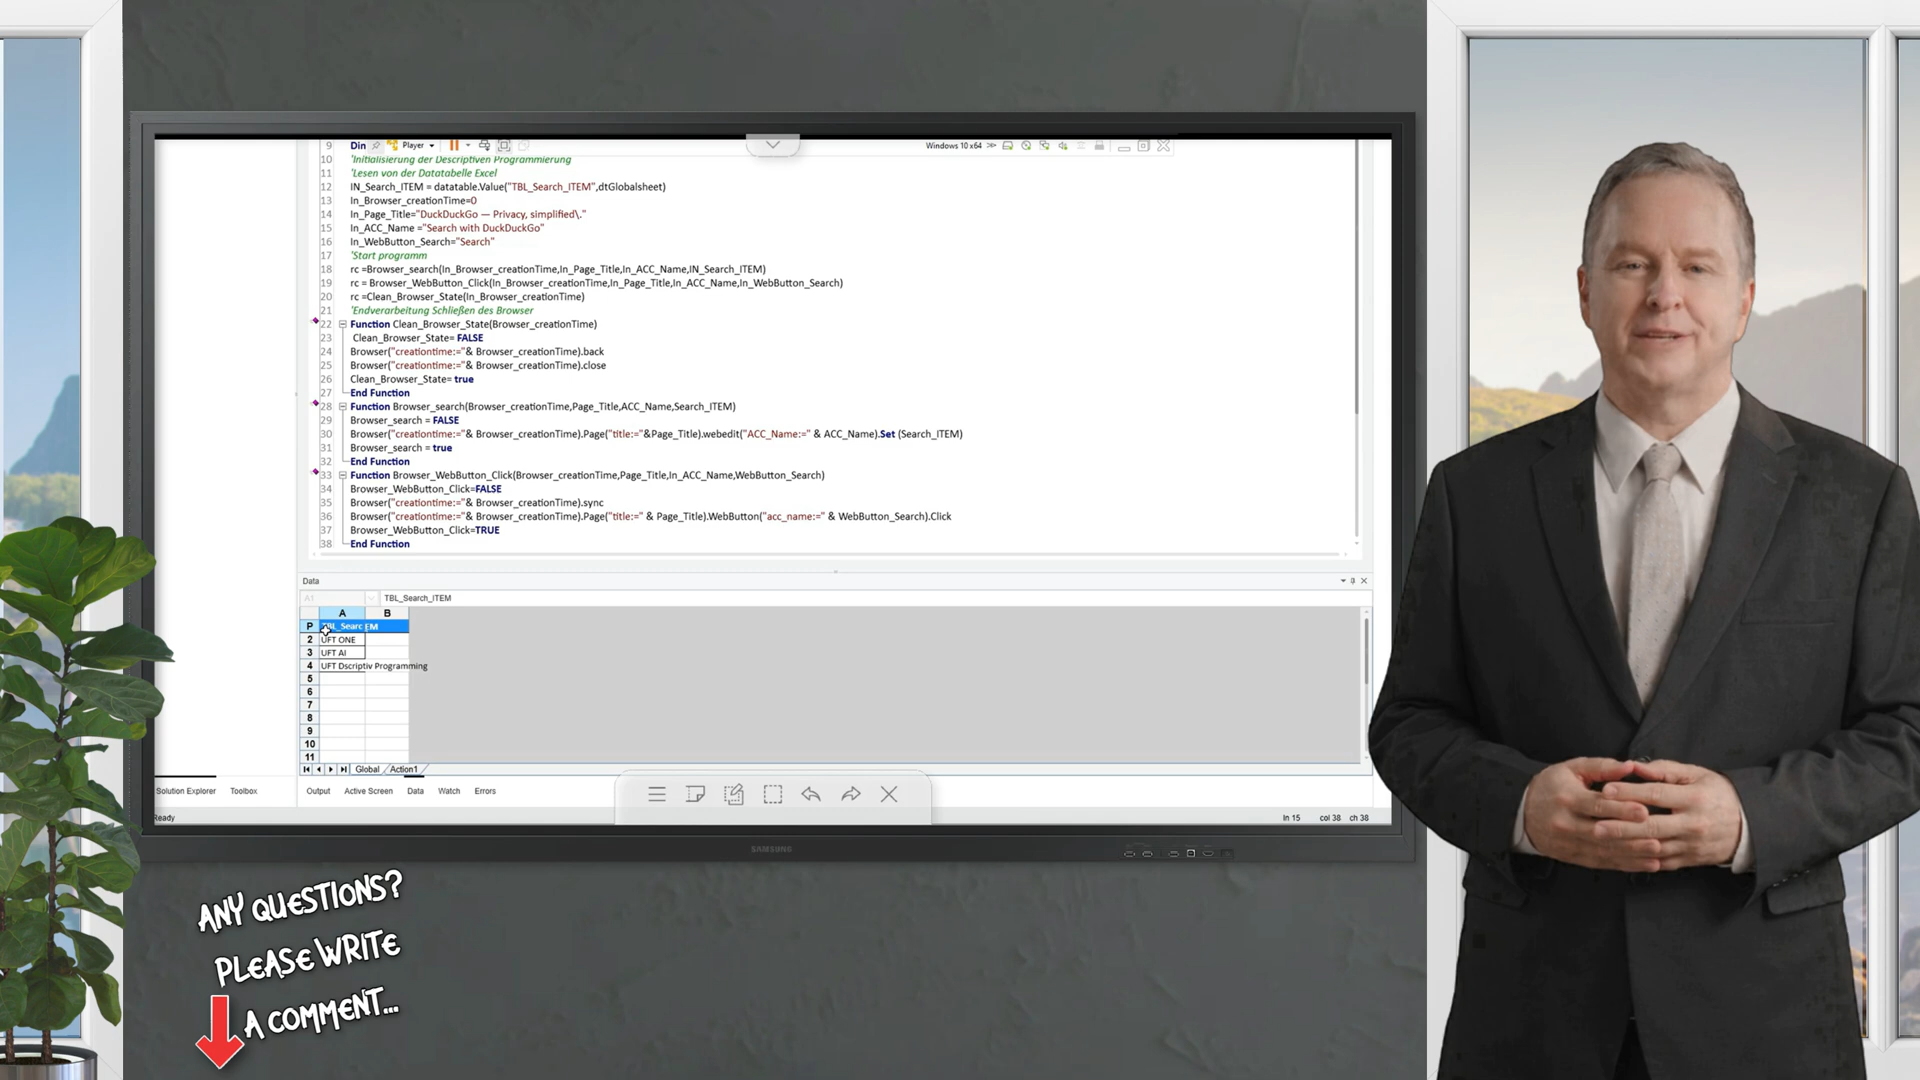 9 Din Player Windows 10 x64
10 'Initialisierung der Descriptiven Programmierung
11 'Lesen von der Datatabelle Excel
12 IN_Search_ITEM = datatable.Value("TBL_Search_ITEM",dtGlobalsheet)
13 In_Browser_creationTime=0
14 In_Page_Title="DuckDuckGo — Privacy, simplified\."
15 In_ACC_Name ="Search with DuckDuckGo"
16 In_WebButton_Search="Search"
17 'Start programm
18 rc =Browser_search(In_Browser_creationTime,In_Page_Title,In_ACC_Name,IN_Search_ITEM)
19 rc = Browser_WebButton_Click(In_Browser_creationTime,In_Page_Title,In_ACC_Name,In_WebButton_Search)
20 rc =Clean_Browser_State(In_Browser_creationTime)
21 'Endverarbeitung Schließen des Browser
22 Function Clean_Browser_State(Browser_creationTime)
23 Clean_Browser_State= FALSE
24 Browser("creationtime:="& Browser_creationTime).back
25 Browser("creationtime:="& Browser_creationTime).close
26 Clean_Browser_State= true
27 End Function
28 Function Browser_search(Browser_creationTime,Page_Title,ACC_Name,Search_ITEM)
29 Browser_search = FALSE
30 Browser("creationtime:="& Browser_creationTime).Page("title:="&Page_Title).webedit("ACC_Name:=" & ACC_Name).Set (Search_ITEM)
31 Browser_search = true
32 End Function
33 Function Browser_WebButton_Click(Browser_creationTime,Page_Title,In_ACC_Name,WebButton_Search)
34 Browser_WebButton_Click=FALSE
35 Browser("creationtime:="& Browser_creationTime).sync
36 Browser("creationtime:="& Browser_creationTime).Page("title:=" & Page_Title).WebButton("acc_name:=" & WebButton_Search).Click
37 Browser_WebButton_Click=TRUE
38 End Function
Data
A1 TBL_Search_ITEM
A B
P
2 UFT ONE
3 UFT AI
4 UFT Dscriptiv Programming
5
6
7
8
9
10
11
Global Action1
Solution Explorer Toolbox Output Active Screen Data Watch Errors
Ready ln 15 col 38 ch 38
SAMSUNG
ANY QUESTIONS?
PLEASE WRITE
A COMMENT...